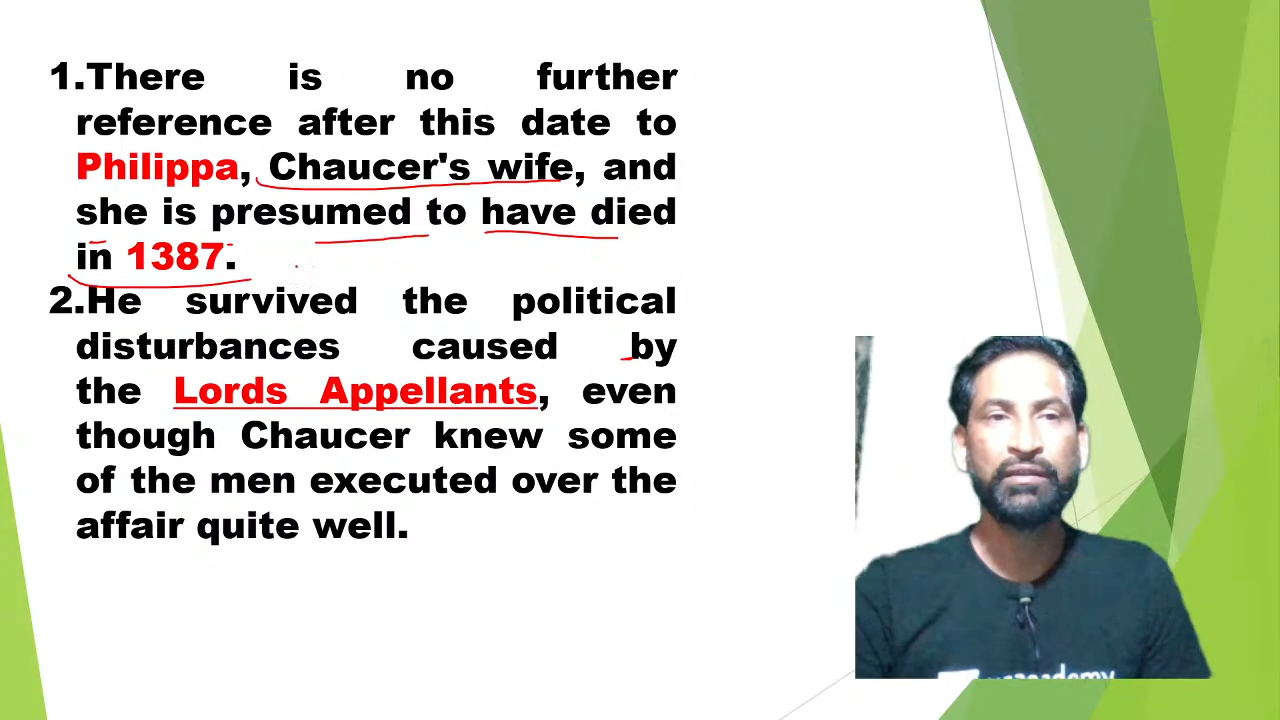 1.There is no further
reference after this date to
Philippa, Chaucer's wife, and
she is presumed to have died
in 1387.
2.He survived the political
disturbances caused by
the Lords Appellants, even
though Chaucer knew some
of the men executed over the
affair quite well.